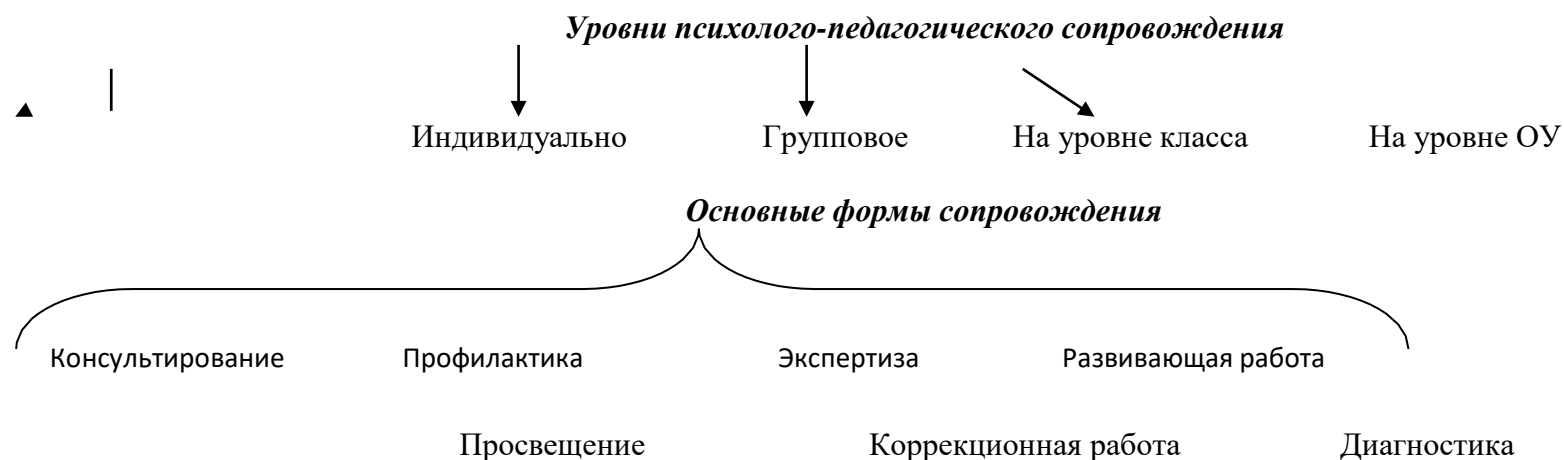 Уровни психолого-педагогического сопровождения
Индивидуально Групповое На уровне класса На уровне ОУ
Основные формы сопровождения
Консультирование Профилактика Экспертиза Развивающая работа
Просвещение Коррекционная работа Диагностика